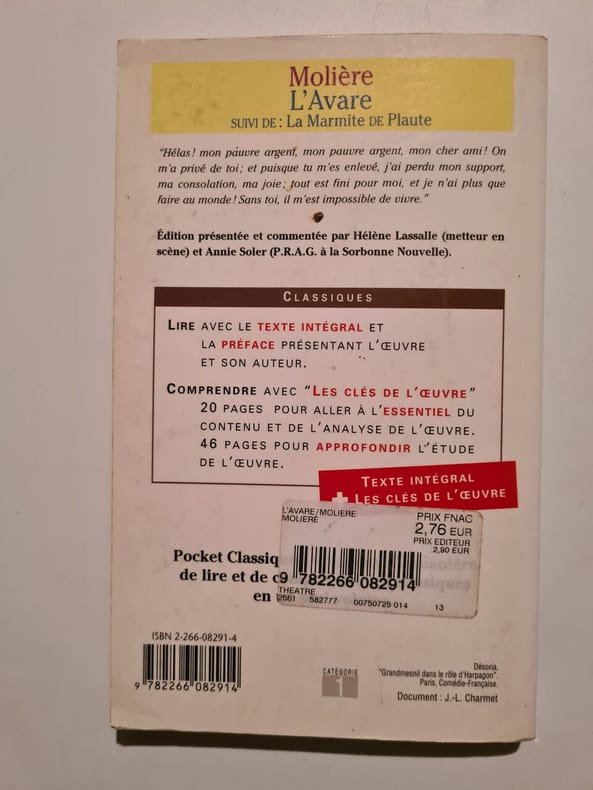 Molière
L'Avare
SUIVI DE : La Marmite DE Plaute
"Hélas ! mon pauvre argent, mon pauvre argent, mon cher ami ! On
m'a privé de toi ; et puisque tu m'es enlevé, j'ai perdu mon support,
ma consolation, ma joie ; tout est fini pour moi, et je n'ai plus que
faire au monde ! Sans toi, il m'est impossible de vivre."
Édition présentée et commentée par Hélène Lassalle (metteur en
scène) et Annie Soler (P.R.A.G. à la Sorbonne Nouvelle).
CLASSIQUES
LIRE AVEC LE TEXTE INTÉGRAL ET
LA PRÉFACE PRÉSENTANT L'ŒUVRE
ET SON AUTEUR.
COMPRENDRE AVEC "LES CLÉS DE L'ŒUVRE"
20 PAGES POUR ALLER À L'ESSENTIEL DU
CONTENU ET DE L'ANALYSE DE L'ŒUVRE.
46 PAGES POUR APPROFONDIR L'ÉTUDE
DE L'ŒUVRE.
TEXTE INTÉGRAL
+ LES CLÉS DE L'ŒUVRE
L'AVARE/MOLIERE
MOLIERE
PRIX FNAC
2,76 EUR
PRIX EDITEUR
2,90 EUR
9 782266 082914
THEATRE
2561 582777 00750725 014 13
Pocket
de lire et de
en
ISBN 2-266-08291-4
9 782266 082914
CATÉGORIE
1
Désoria,
"Grandmesnil dans le rôle d'Harpagon".
Paris, Comédie-Française.
Document : J.-L. Charmet